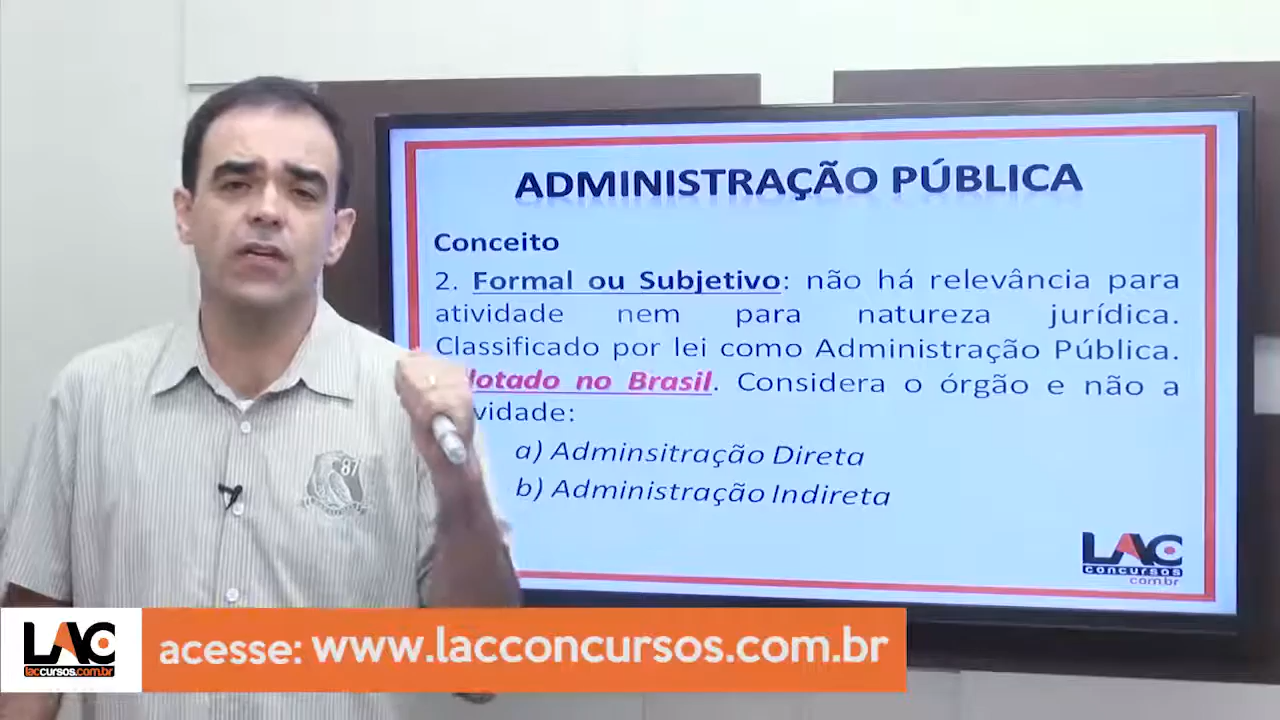 ADMINISTRAÇÃO PÚBLICA
Conceito
2. Formal ou Subjetivo: não há relevância para
atividade nem para natureza jurídica.
Classificado por lei como Administração Pública.
lotado no Brasil. Considera o órgão e não a
vidade:
a) Adminsitração Direta
b) Administração Indireta
LAC
concursos
com.br
87
LAC
laccursos.com.br
acesse: www.lacconcursos.com.br